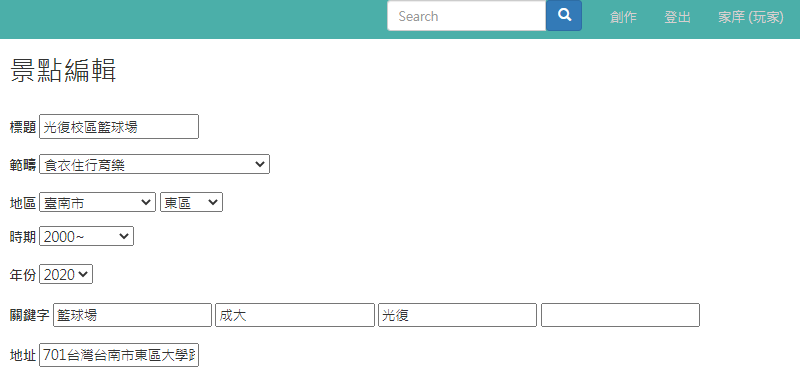 Search 創作 登出 家庠 (玩家)
景點編輯
標題 光復校區籃球場
範疇 食衣住行育樂
地區 臺南市 東區
時期 2000~
年份 2020
關鍵字 籃球場 成大 光復
地址 701台灣台南市東區大學